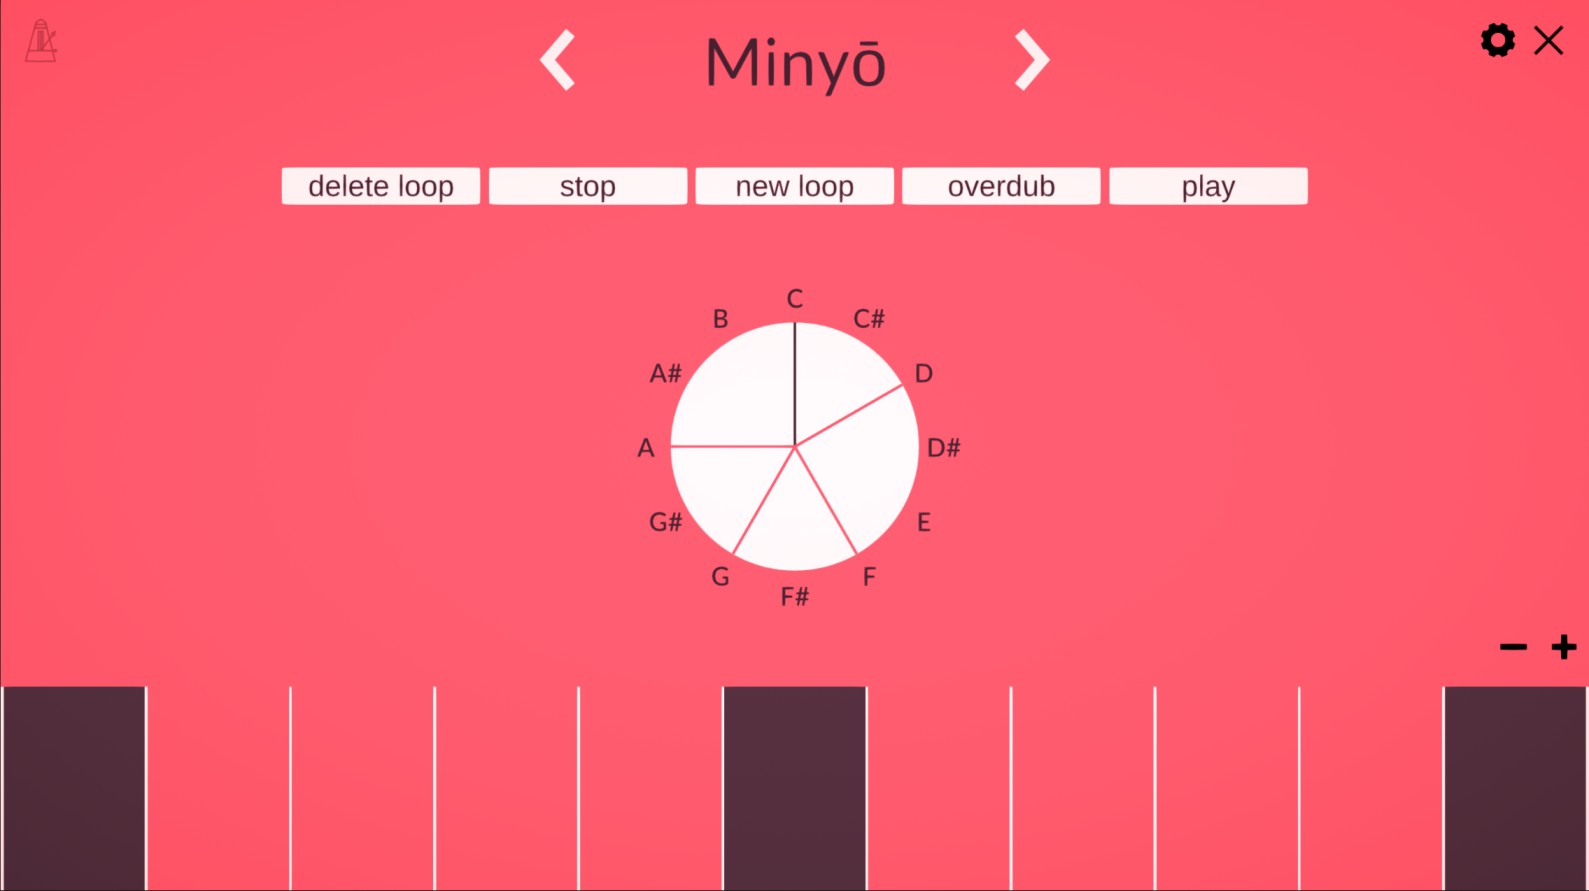 Minyō
delete loop
stop
new loop
overdub
play
C
B
C#
A#
D
A
D#
G#
E
G
F
F#